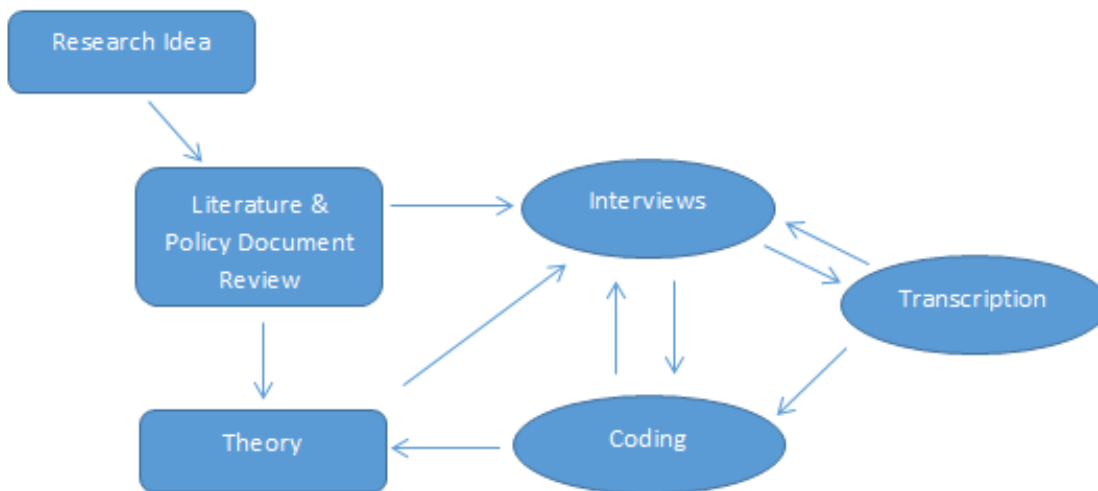 Research Idea
Literature &
Policy Document
Review
Interviews
Transcription
Theory
Coding